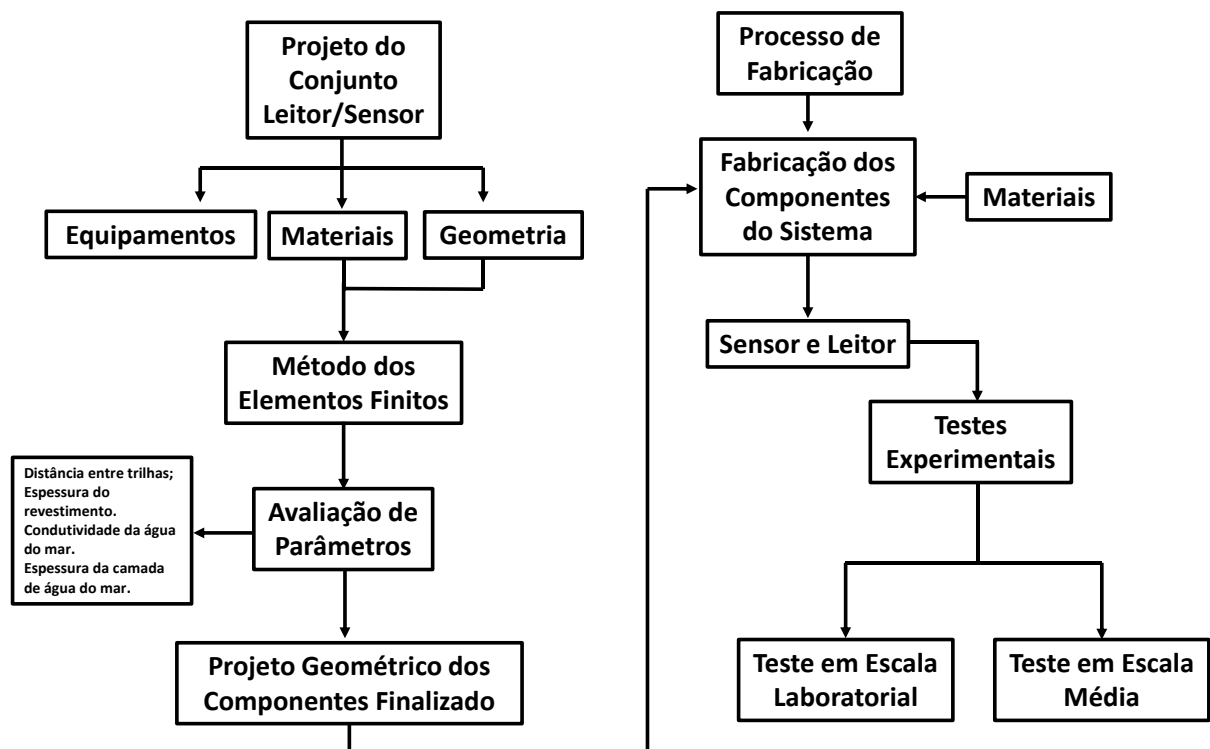 Projeto do
Conjunto
Leitor/Sensor
Equipamentos
Materiais
Geometria
Método dos
Elementos Finitos
Distância entre trilhas;
Espessura do
revestimento.
Condutividade da água
do mar.
Espessura da camada
de água do mar.
Avaliação de
Parâmetros
Projeto Geométrico dos
Componentes Finalizado
Processo de
Fabricação
Fabricação dos
Componentes
do Sistema
Materiais
Sensor e Leitor
Testes
Experimentais
Teste em Escala
Laboratorial
Teste em Escala
Média